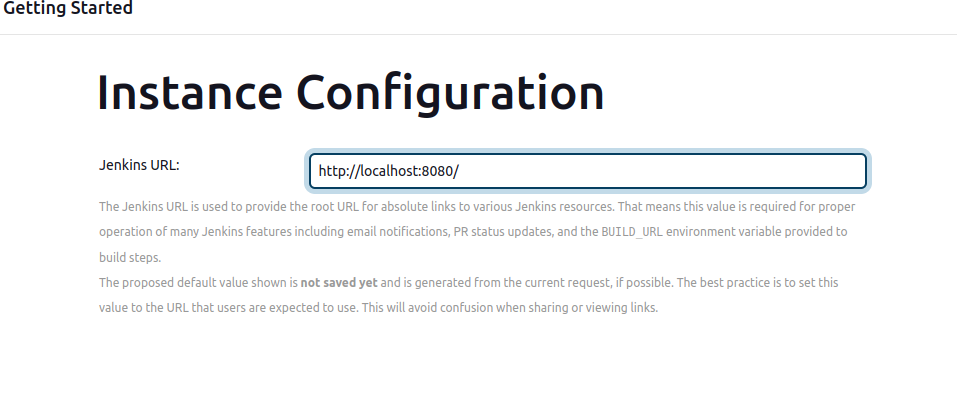 Getting Started
Instance Configuration
Jenkins URL:
http://localhost:8080/
The Jenkins URL is used to provide the root URL for absolute links to various Jenkins resources. That means this value is required for proper
operation of many Jenkins features including email notifications, PR status updates, and the BUILD_URL environment variable provided to
build steps.
The proposed default value shown is not saved yet and is generated from the current request, if possible. The best practice is to set this
value to the URL that users are expected to use. This will avoid confusion when sharing or viewing links.